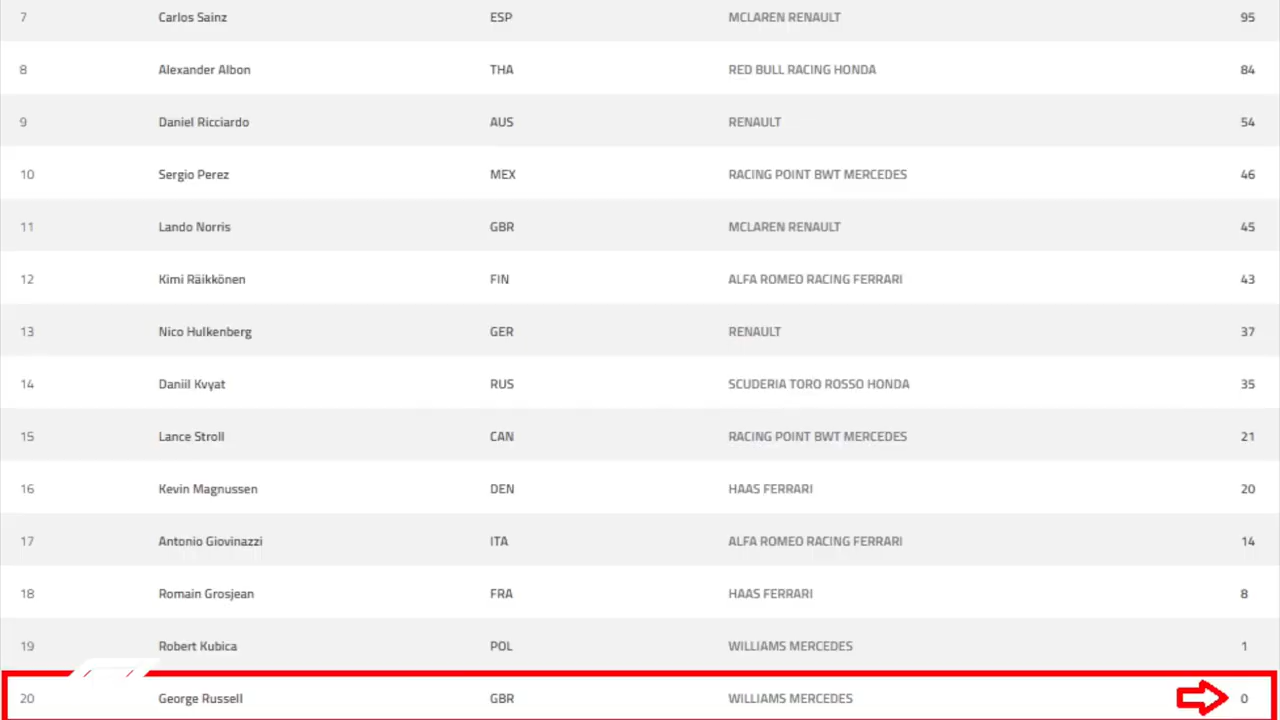 7 Carlos Sainz ESP MCLAREN RENAULT 95
8 Alexander Albon THA RED BULL RACING HONDA 84
9 Daniel Ricciardo AUS RENAULT 54
10 Sergio Perez MEX RACING POINT BWT MERCEDES 46
11 Lando Norris GBR MCLAREN RENAULT 45
12 Kimi Räikkönen FIN ALFA ROMEO RACING FERRARI 43
13 Nico Hulkenberg GER RENAULT 37
14 Daniil Kvyat RUS SCUDERIA TORO ROSSO HONDA 35
15 Lance Stroll CAN RACING POINT BWT MERCEDES 21
16 Kevin Magnussen DEN HAAS FERRARI 20
17 Antonio Giovinazzi ITA ALFA ROMEO RACING FERRARI 14
18 Romain Grosjean FRA HAAS FERRARI 8
19 Robert Kubica POL WILLIAMS MERCEDES 1
20 George Russell GBR WILLIAMS MERCEDES 0